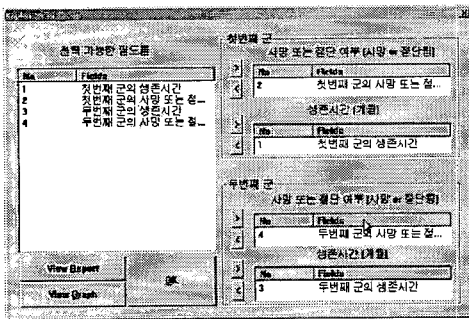 선택 가능한 필드들
No Fields
1 첫번째 군의 생존시간
2 첫번째 군의 사망 또는 절...
3 두번째 군의 생존시간
4 두번째 군의 사망 또는 절...
View Report
View Graph
OK
첫번째 군
사망 또는 절단 여부 [사망 or 절단됨]
>
<
No Fields
2 첫번째 군의 사망 또는 절...
생존시간 [개월]
>
<
No Fields
1 첫번째 군의 생존시간
두번째 군
사망 또는 절단 여부 [사망 or 절단됨]
>
<
No Fields
4 두번째 군의 사망 또는 절...
생존시간 [개월]
>
<
No Fields
3 두번째 군의 생존시간